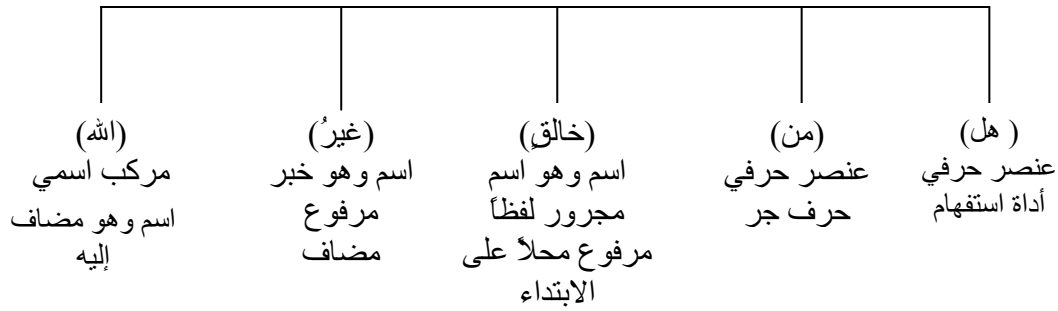 ( هل)
عنصر حرفي
أداة استفهام
(من)
عنصر حرفي
حرف جر
(خالقٍ)
اسم وهو اسم
مجرور لفظاً
مرفوع محلاً على
الابتداء
(غيرُ)
اسم وهو خبر
مرفوع
مضاف
(الله)
مركب اسمي
اسم وهو مضاف
إليه